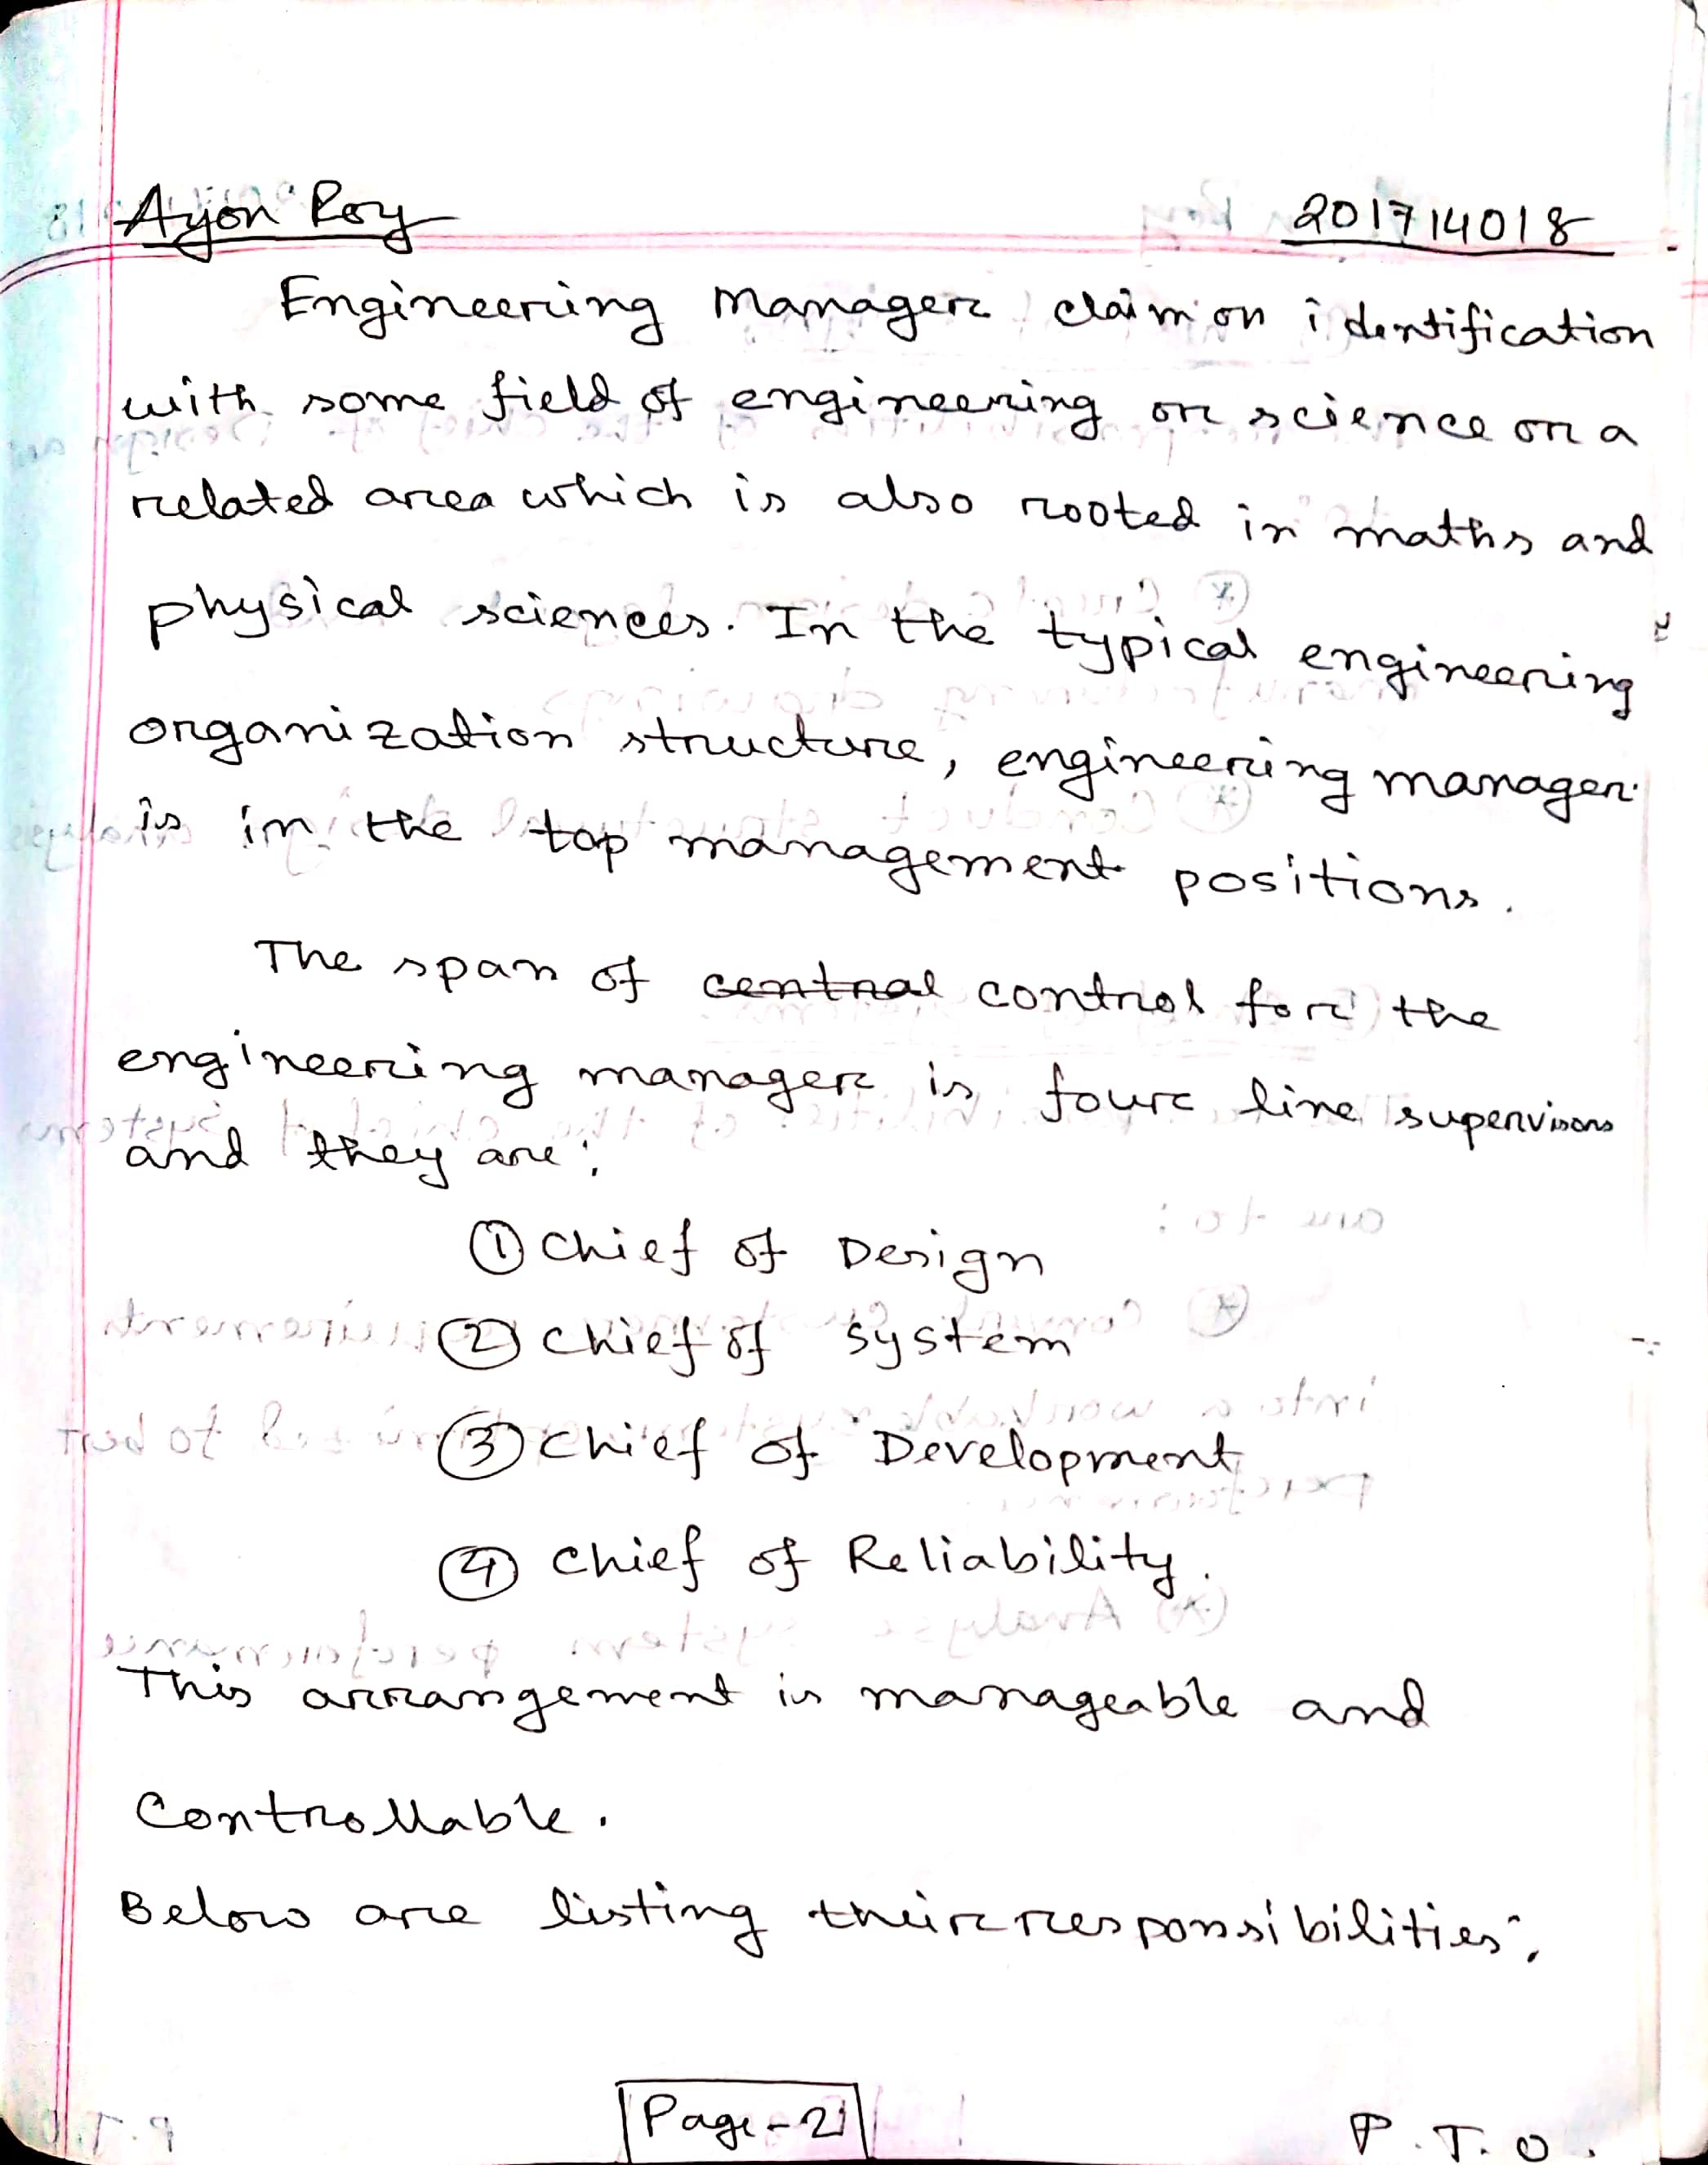 Ayon Roy 201714018
Engineering manager claim on identification
with some field of engineering or science or a
related area which is also rooted in maths and
physical sciences. In the typical engineering
organization structure, engineering manager
is in the top management positions.
The span of central control for the
engineering manager is four line supervisors
and they are:
① Chief of Design
② Chief of system
③ Chief of Development
④ Chief of Reliability.
This arrangement is manageable and
Controllable.
Below are listing their responsibilities:
Page-2
P.T.O.